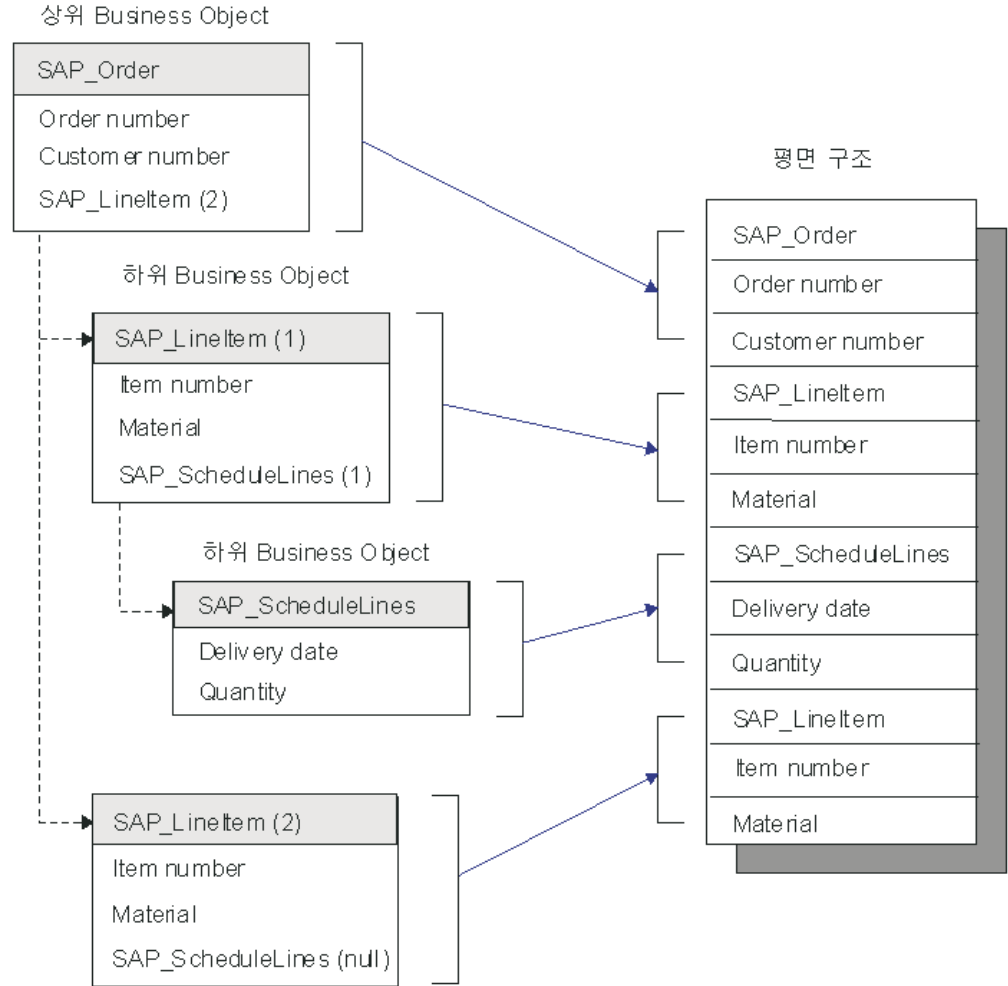 상위 Business Object
SAP_Order
Order number
Customer number
SAP_LineItem (2)
하위 Business Object
SAP_LineItem (1)
Item number
Material
SAP_ScheduleLines (1)
하위 Business Object
SAP_ScheduleLines
Delivery date
Quantity
SAP_LineItem (2)
Item number
Material
SAP_ScheduleLines (null)
평면 구조
SAP_Order
Order number
Customer number
SAP_LineItem
Item number
Material
SAP_ScheduleLines
Delivery date
Quantity
SAP_LineItem
Item number
Material